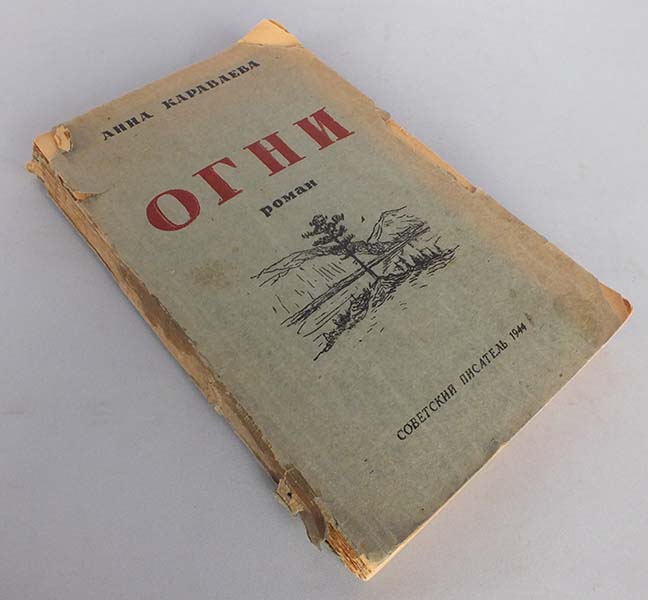 АННА КАРАВАЕВА
ОГНИ
роман
СОВЕТСКИЙ ПИСАТЕЛЬ 1944